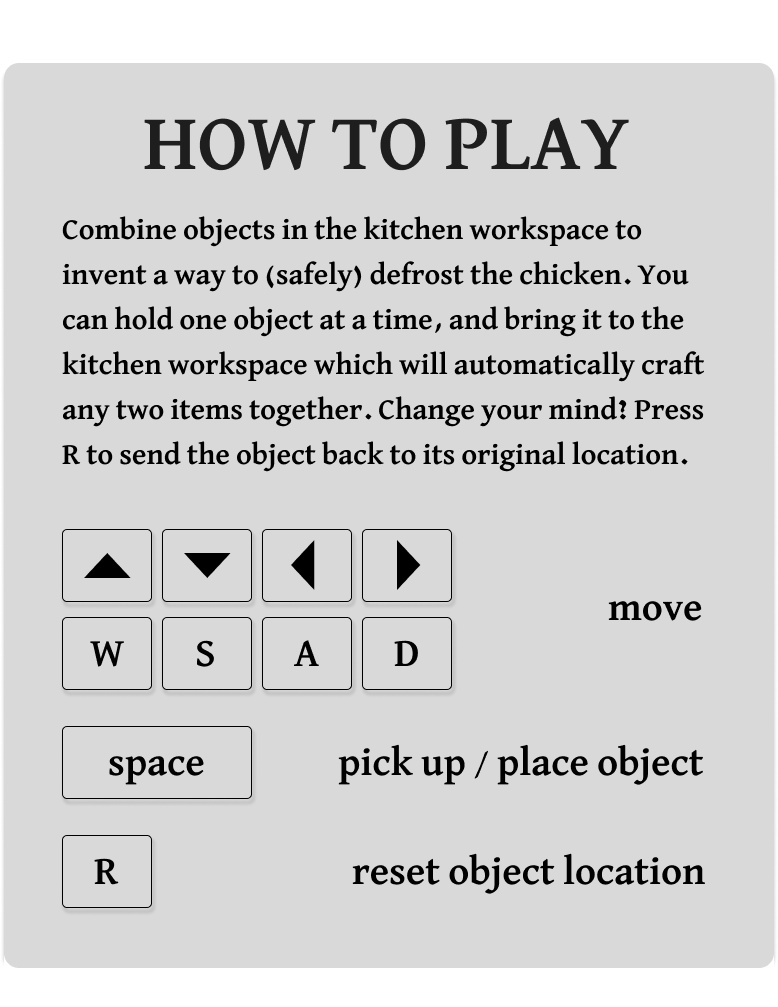 HOW TO PLAY
Combine objects in the kitchen workspace to
invent a way to (safely) defrost the chicken. You
can hold one object at a time, and bring it to the
kitchen workspace which will automatically craft
any two items together. Change your mind? Press
R to send the object back to its original location.
W S A D
move
space
pick up / place object
R
reset object location